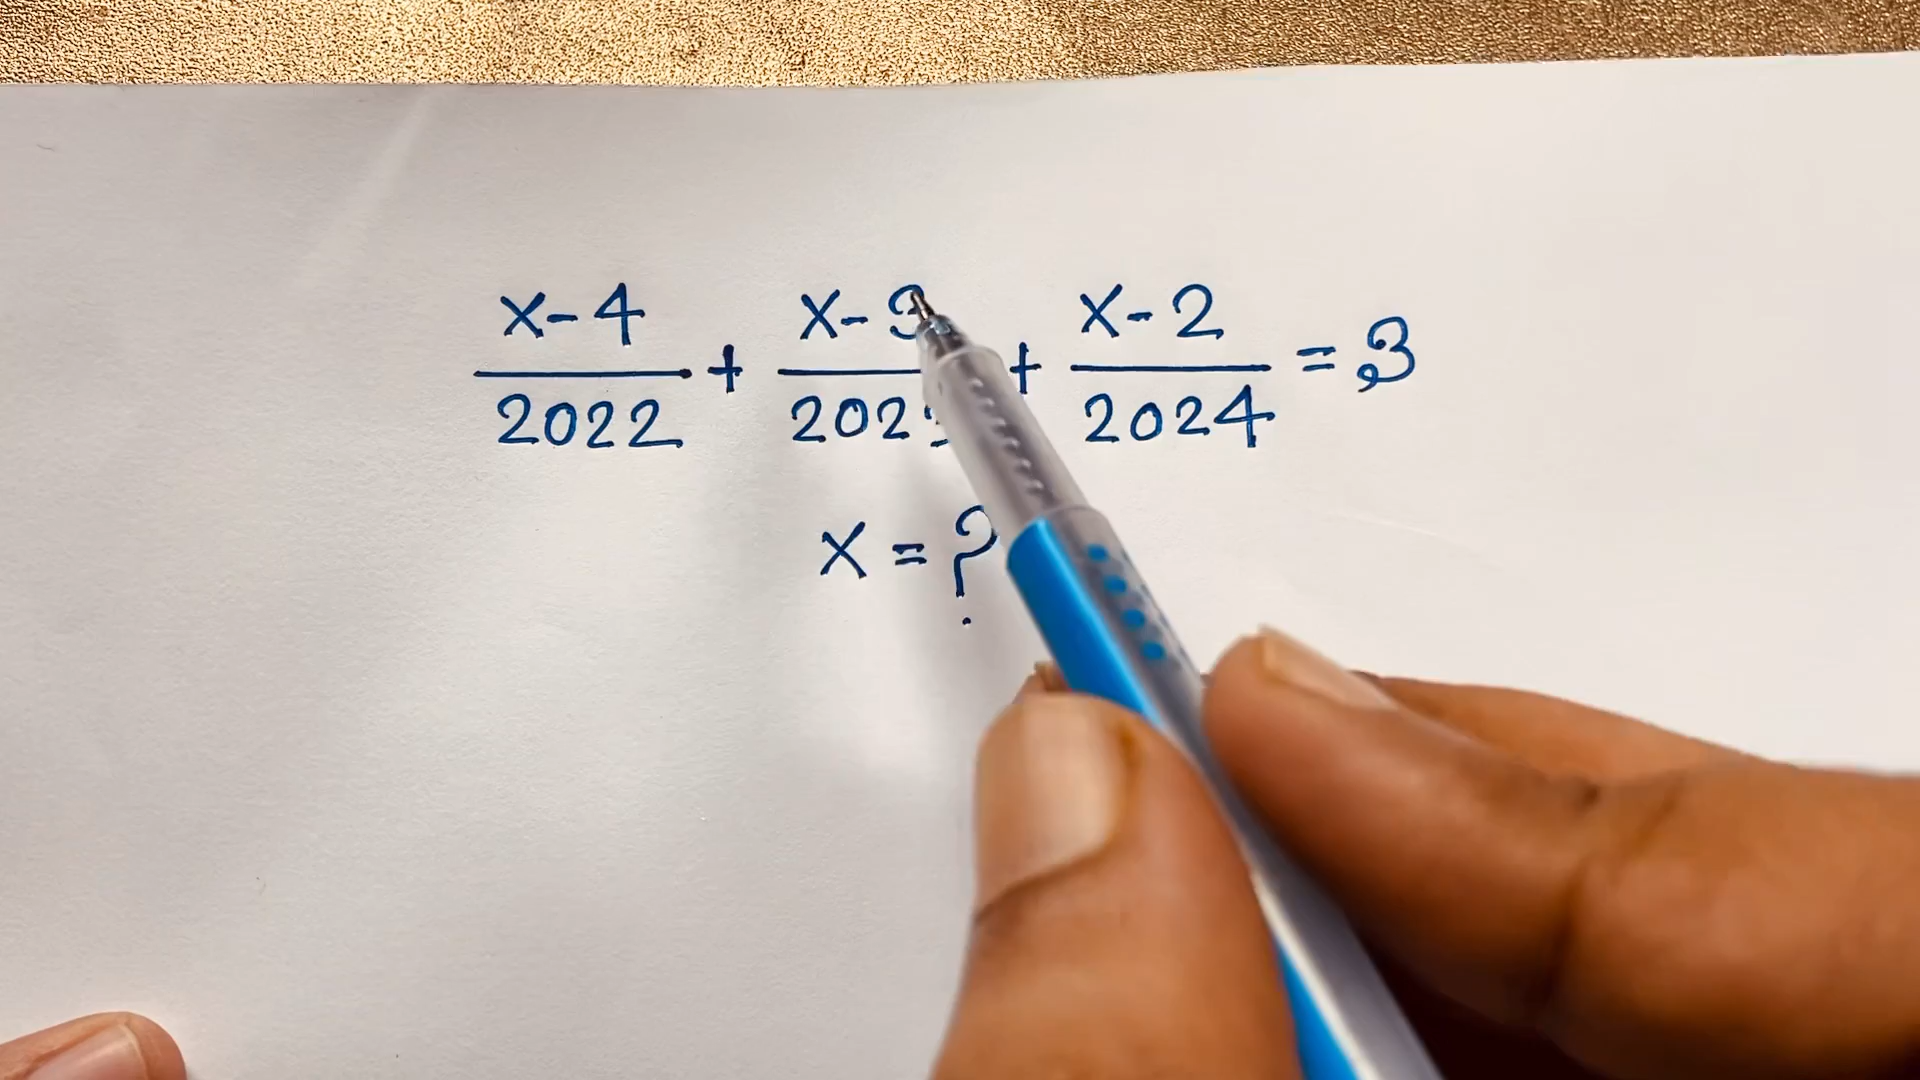 x-4/2022 + x-3/202 + x-2/2024 = 3
x = ?